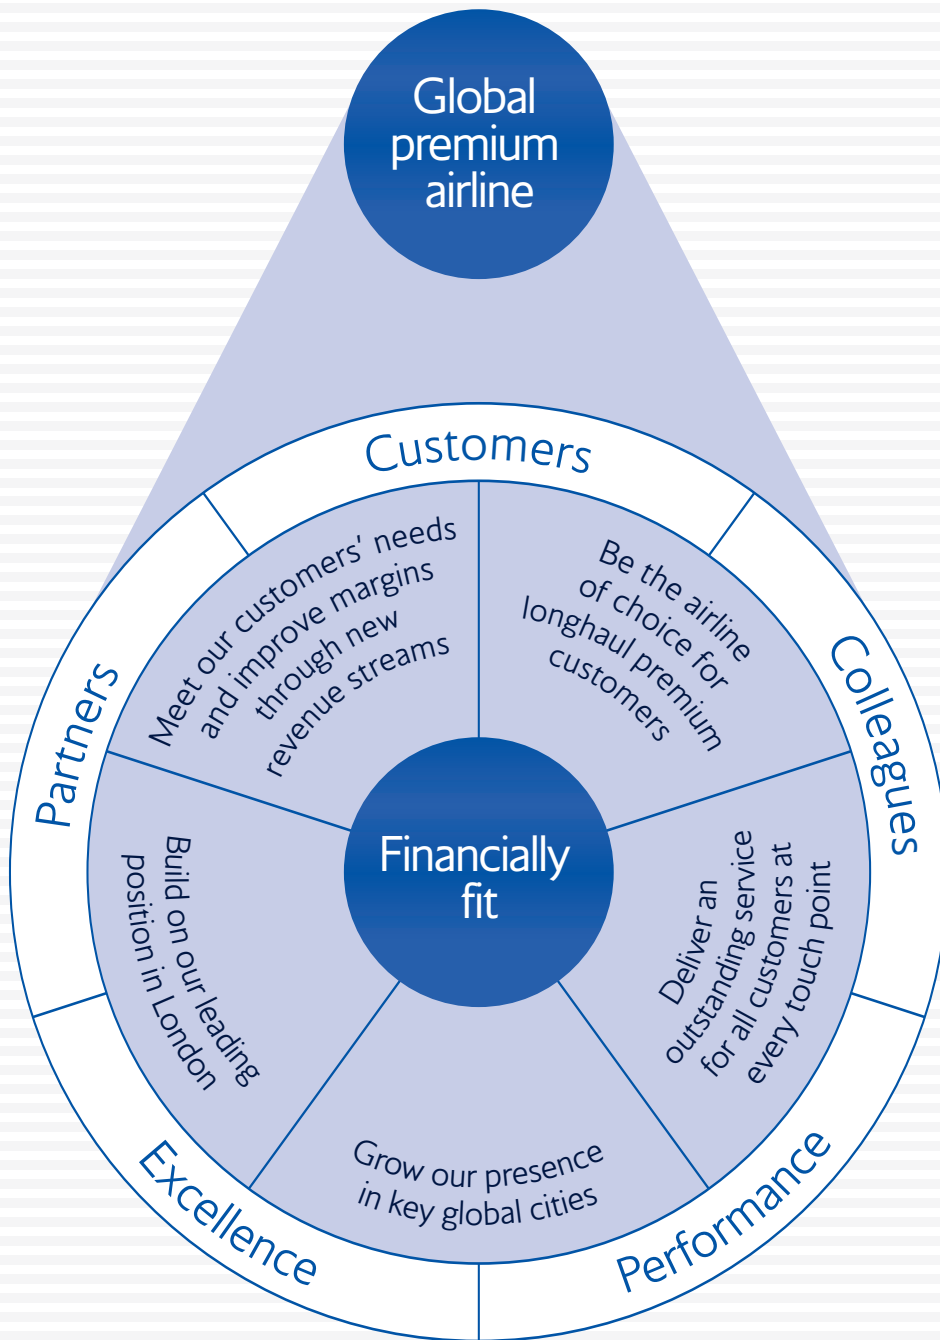 Global
premium
airline
Customers
Partners
Colleagues
Meet our customers' needs
and improve margins
through new
revenue streams
Be the airline
of choice for
longhaul premium
customers
Financially
fit
Build on our leading
position in London
Deliver an
outstanding service
for all customers at
every touch point
Grow our presence
in key global cities
Excellence
Performance